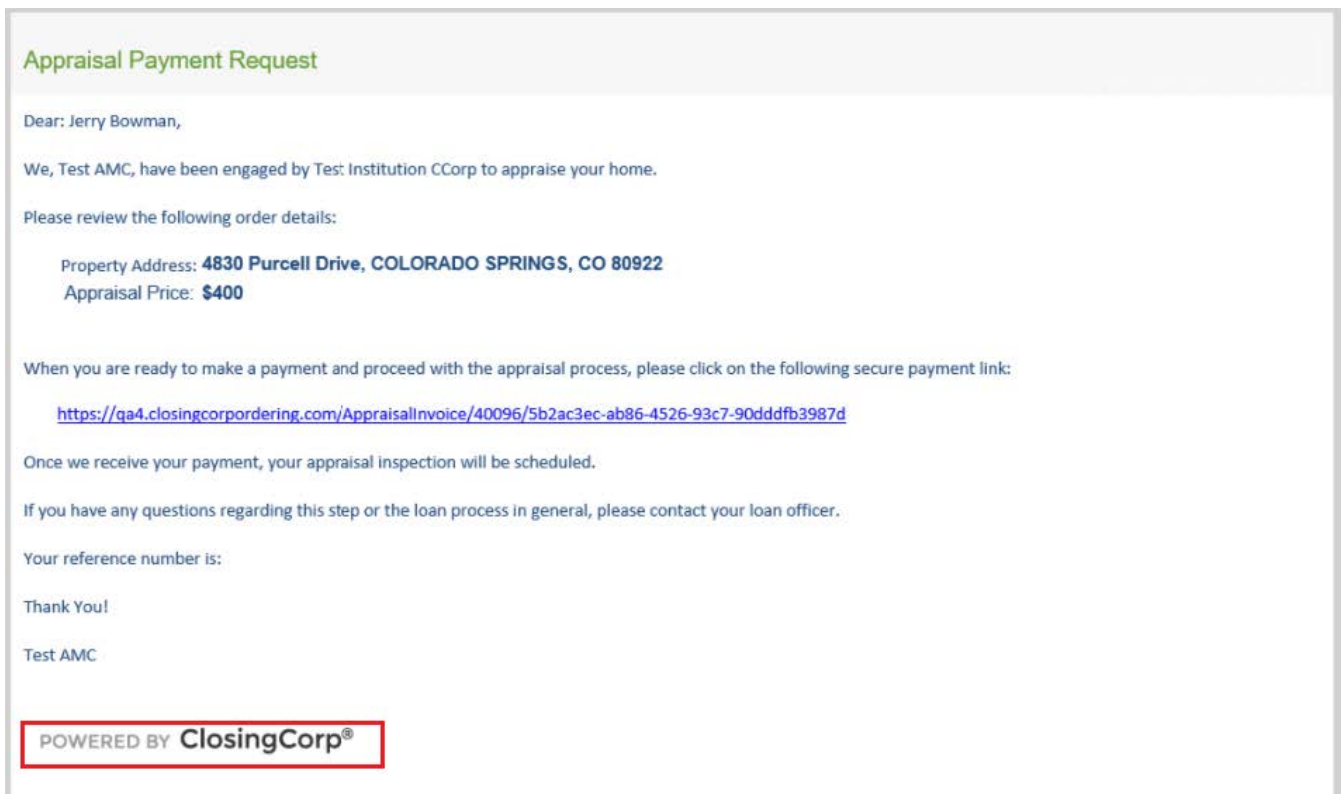 Appraisal Payment Request
Dear: Jerry Bowman,
We, Test AMC, have been engaged by Test Institution CCorp to appraise your home.
Please review the following order details:
Property Address: 4830 Purcell Drive, COLORADO SPRINGS, CO 80922
Appraisal Price: $400
When you are ready to make a payment and proceed with the appraisal process, please click on the following secure payment link:
https://qa4.closingcorpordering.com/AppraisalInvoice/40096/5b2ac3ec-ab86-4526-93c7-90dddfb3987d
Once we receive your payment, your appraisal inspection will be scheduled.
If you have any questions regarding this step or the loan process in general, please contact your loan officer.
Your reference number is:
Thank You!
Test AMC
POWERED BY ClosingCorp®